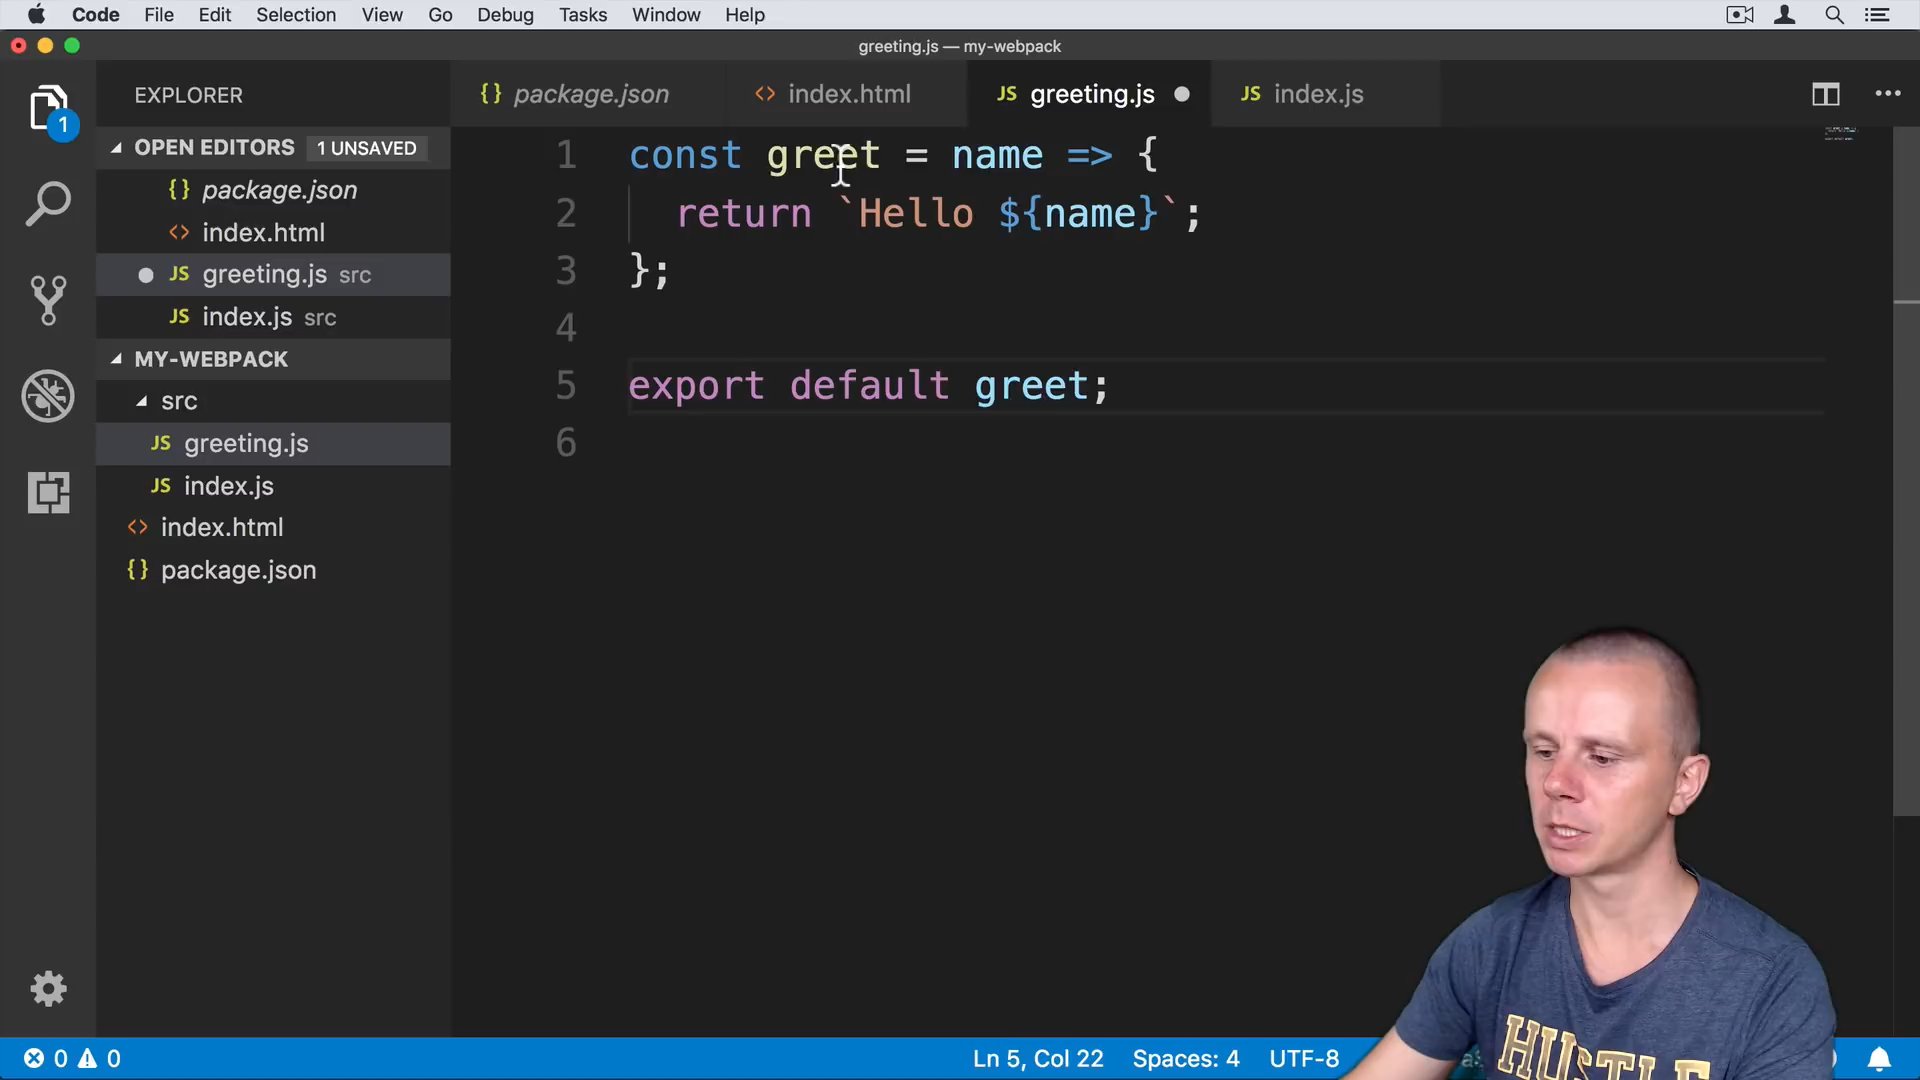 Code File Edit Selection View Go Debug Tasks Window Help
greeting.js — my-webpack
EXPLORER
{} package.json <> index.html JS greeting.js JS index.js
OPEN EDITORS 1 UNSAVED
{} package.json
<> index.html
JS greeting.js src
JS index.js src
MY-WEBPACK
src
JS greeting.js
JS index.js
<> index.html
{} package.json
1
1 const greet = name => {
2 return `Hello ${name}`;
3 };
4
5 export default greet;
6
HUSTLE
0 0 Ln 5, Col 22 Spaces: 4 UTF-8